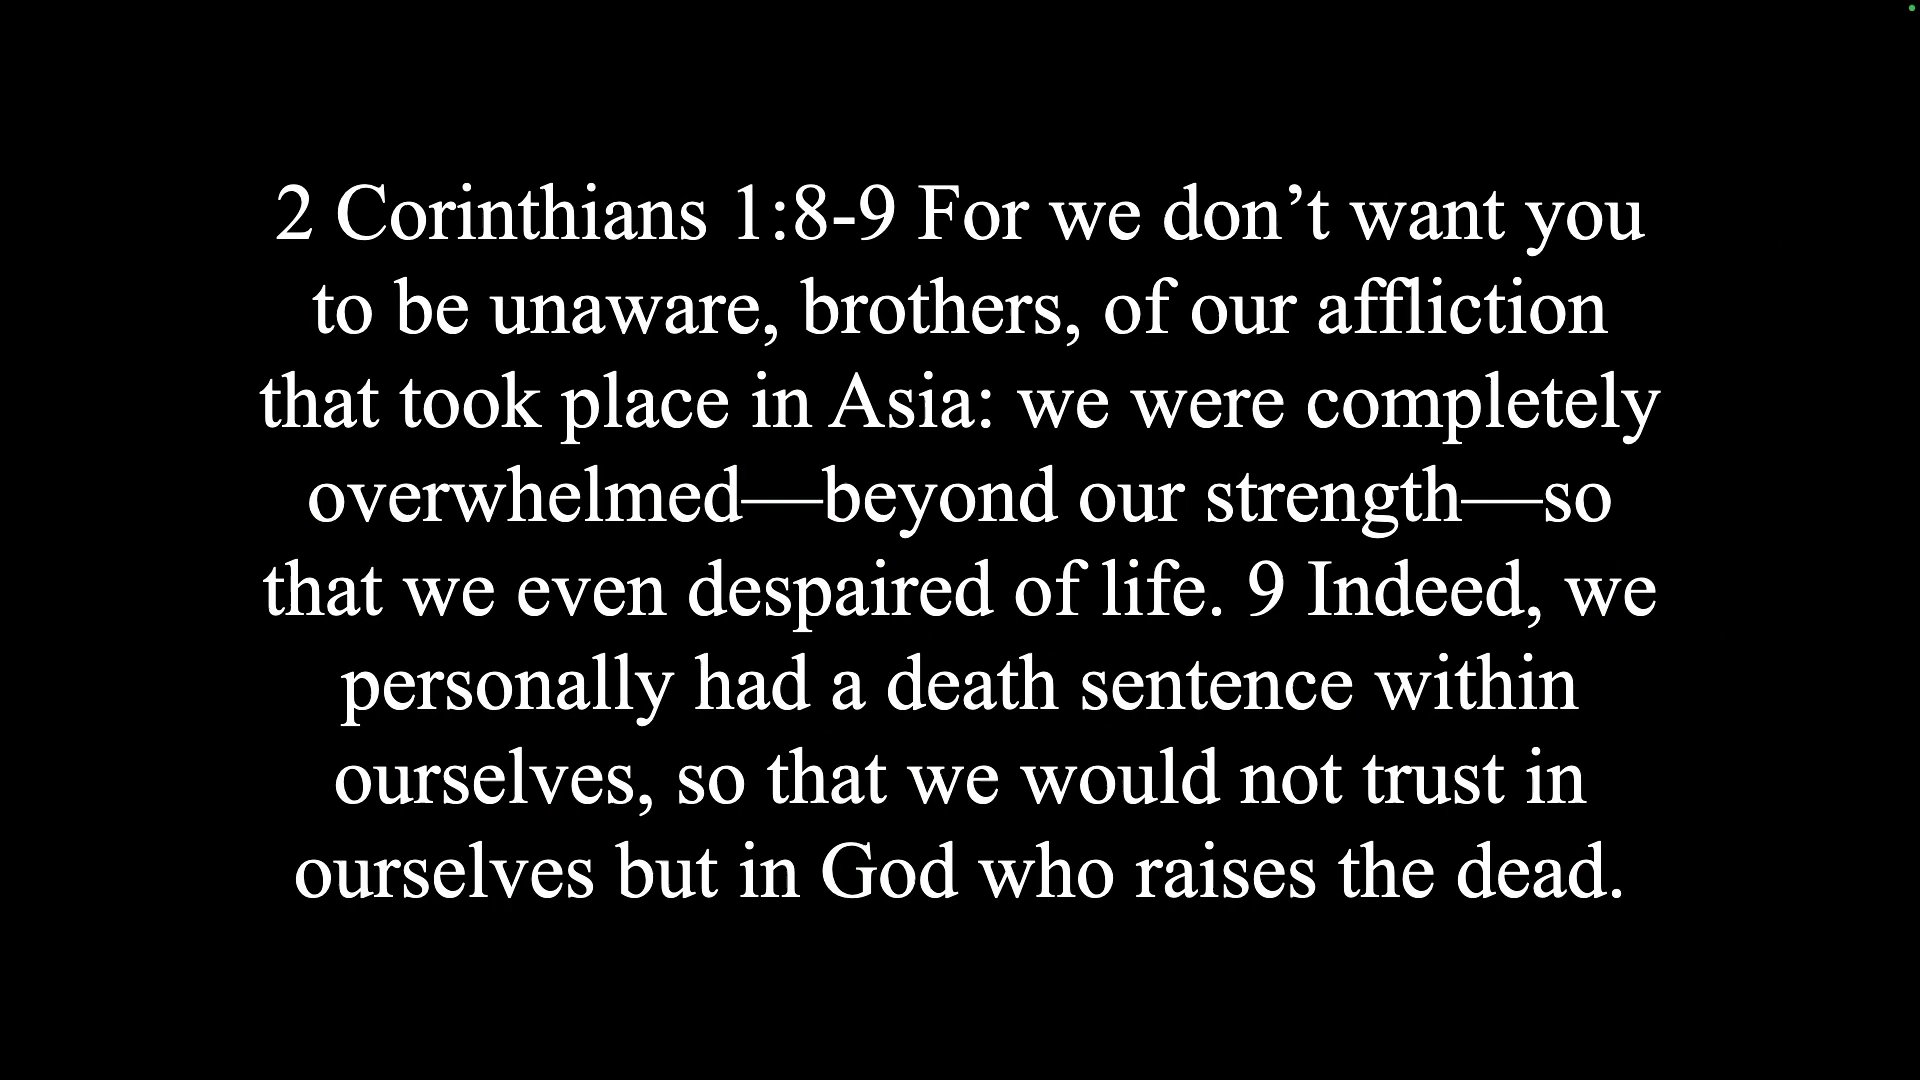 2 Corinthians 1:8-9 For we don’t want you
to be unaware, brothers, of our affliction
that took place in Asia: we were completely
overwhelmed—beyond our strength—so
that we even despaired of life. 9 Indeed, we
personally had a death sentence within
ourselves, so that we would not trust in
ourselves but in God who raises the dead.